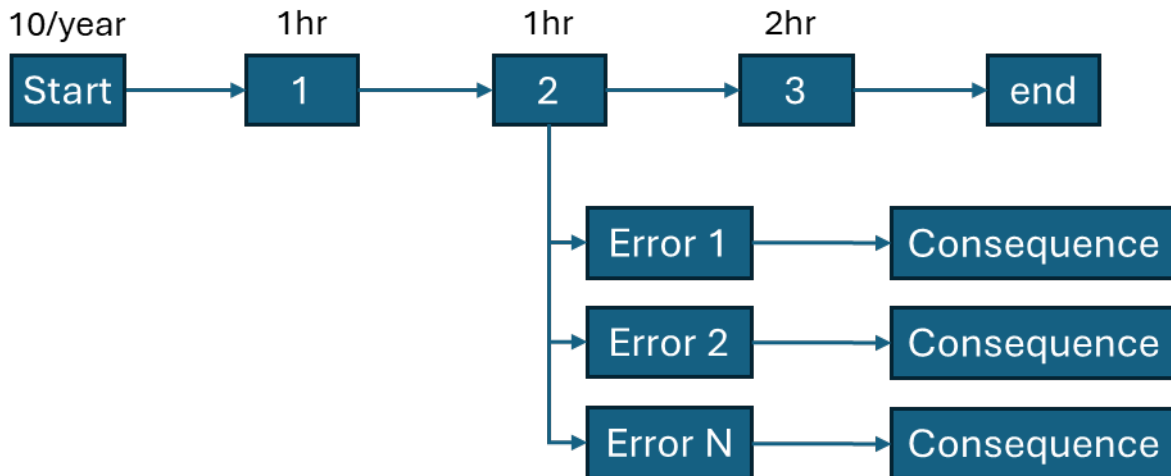 10/year 1hr 1hr 2hr
Start 1 2 3 end
Error 1 Consequence
Error 2 Consequence
Error N Consequence